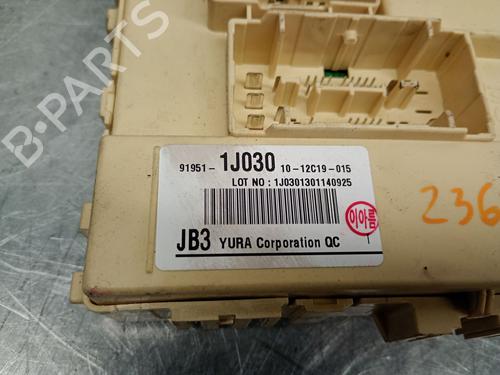 B-PARTS
91951-1J030 10-12C19-015
LOT NO : 1J0301301140925
이아름
JB3 YURA Corporation QC
236